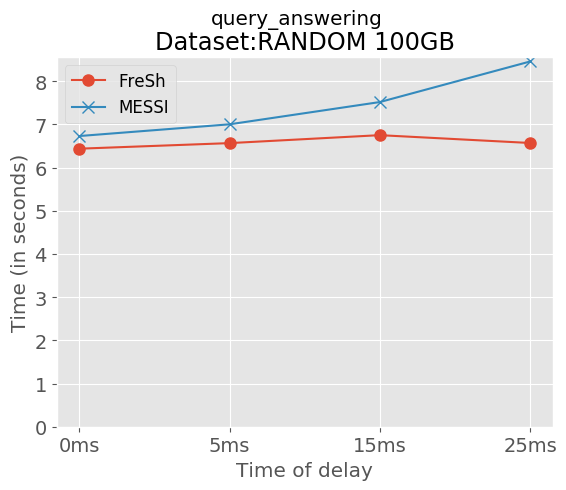 query_answering
Dataset:RANDOM 100GB
FreSh
MESSI
Time (in seconds)
8
7
6
5
4
3
2
1
0
0ms 5ms 15ms 25ms
Time of delay